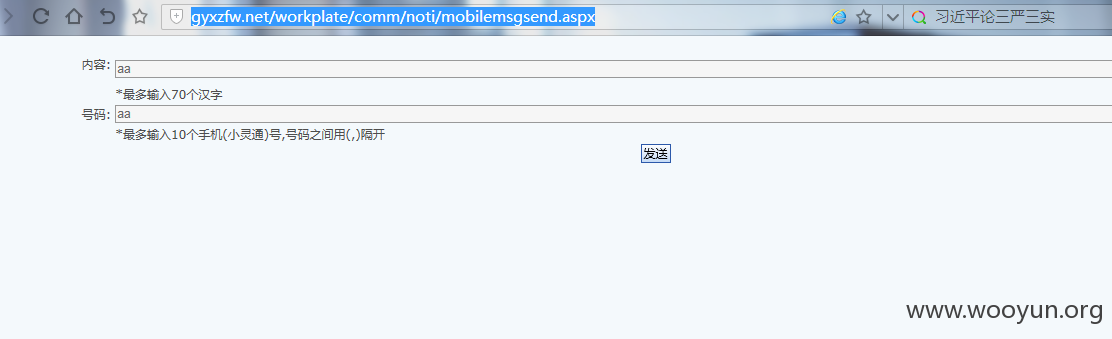 gyxzfw.net/workplate/comm/noti/mobilemsgsend.aspx 习近平论三严三实
内容: aa
*最多输入70个汉字
号码: aa
*最多输入10个手机(小灵通)号,号码之间用(,)隔开
发送
www.wooyun.org